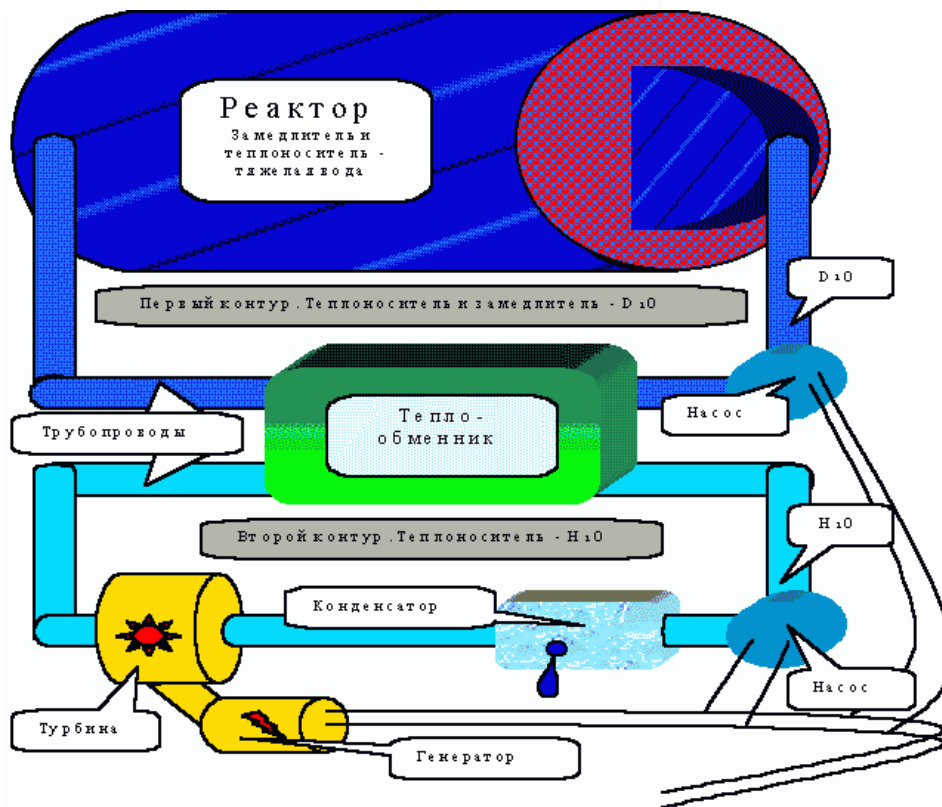 Реактор
Замедлитель и
теплоноситель -
тяжелая вода
D₂O
Первый контур. Теплоноситель и замедлитель - D₂O
Тепло-
обменник
Насос
Трубопроводы
H₂O
Второй контур. Теплоноситель - H₂O
Конденсатор
Насос
Турбина
Генератор